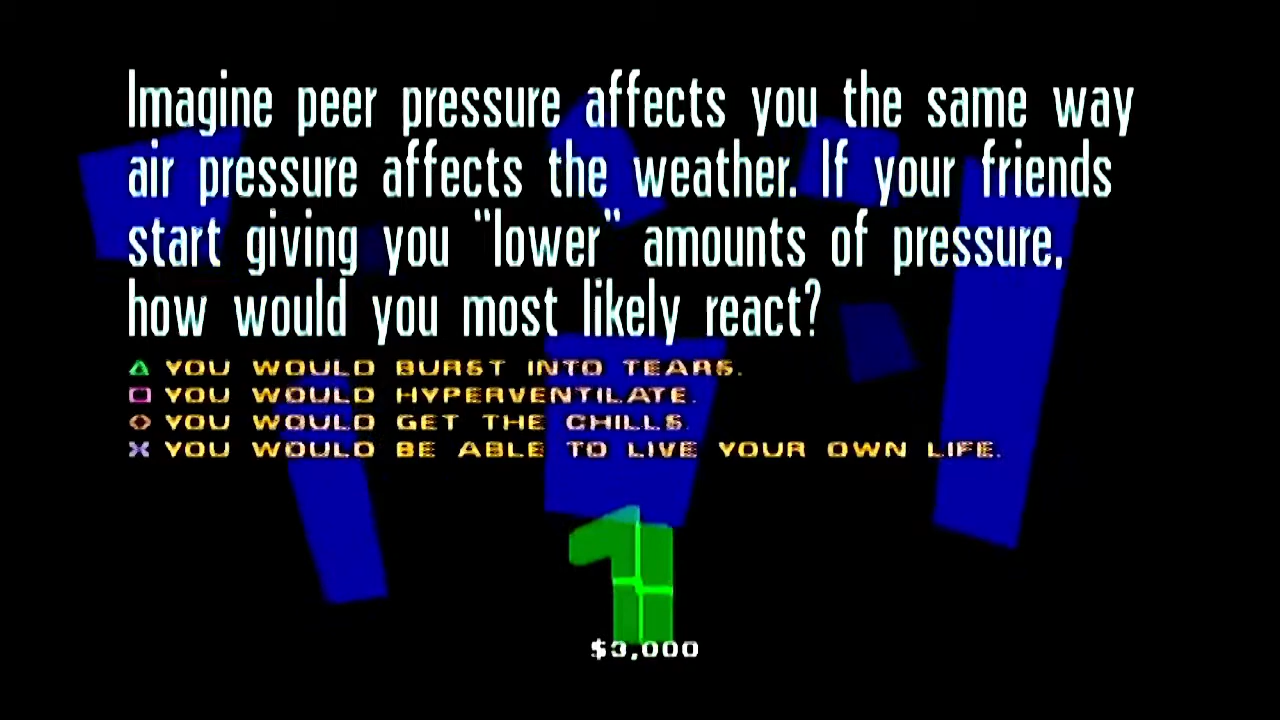 Imagine peer pressure affects you the same way
air pressure affects the weather. If your friends
start giving you "lower" amounts of pressure,
how would you most likely react?
△ YOU WOULD BURST INTO TEARS.
□ YOU WOULD HYPERVENTILATE.
○ YOU WOULD GET THE CHILLS.
X YOU WOULD BE ABLE TO LIVE YOUR OWN LIFE.
1
$3,000